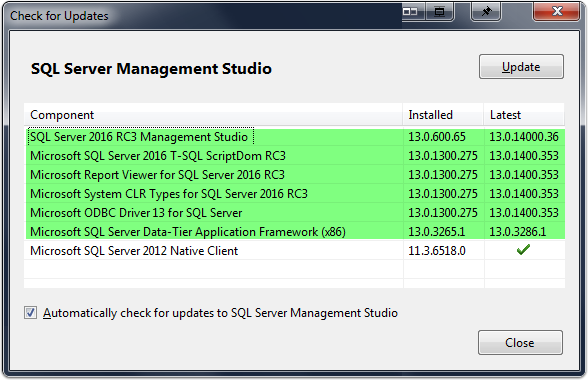 Check for Updates
SQL Server Management Studio
Update
Component Installed Latest
SQL Server 2016 RC3 Management Studio 13.0.600.65 13.0.14000.36
Microsoft SQL Server 2016 T-SQL ScriptDom RC3 13.0.1300.275 13.0.1400.353
Microsoft Report Viewer for SQL Server 2016 RC3 13.0.1300.275 13.0.1400.353
Microsoft System CLR Types for SQL Server 2016 RC3 13.0.1300.275 13.0.1400.353
Microsoft ODBC Driver 13 for SQL Server 13.0.1300.275 13.0.1400.353
Microsoft SQL Server Data-Tier Application Framework (x86) 13.0.3265.1 13.0.3286.1
Microsoft SQL Server 2012 Native Client 11.3.6518.0
Automatically check for updates to SQL Server Management Studio
Close